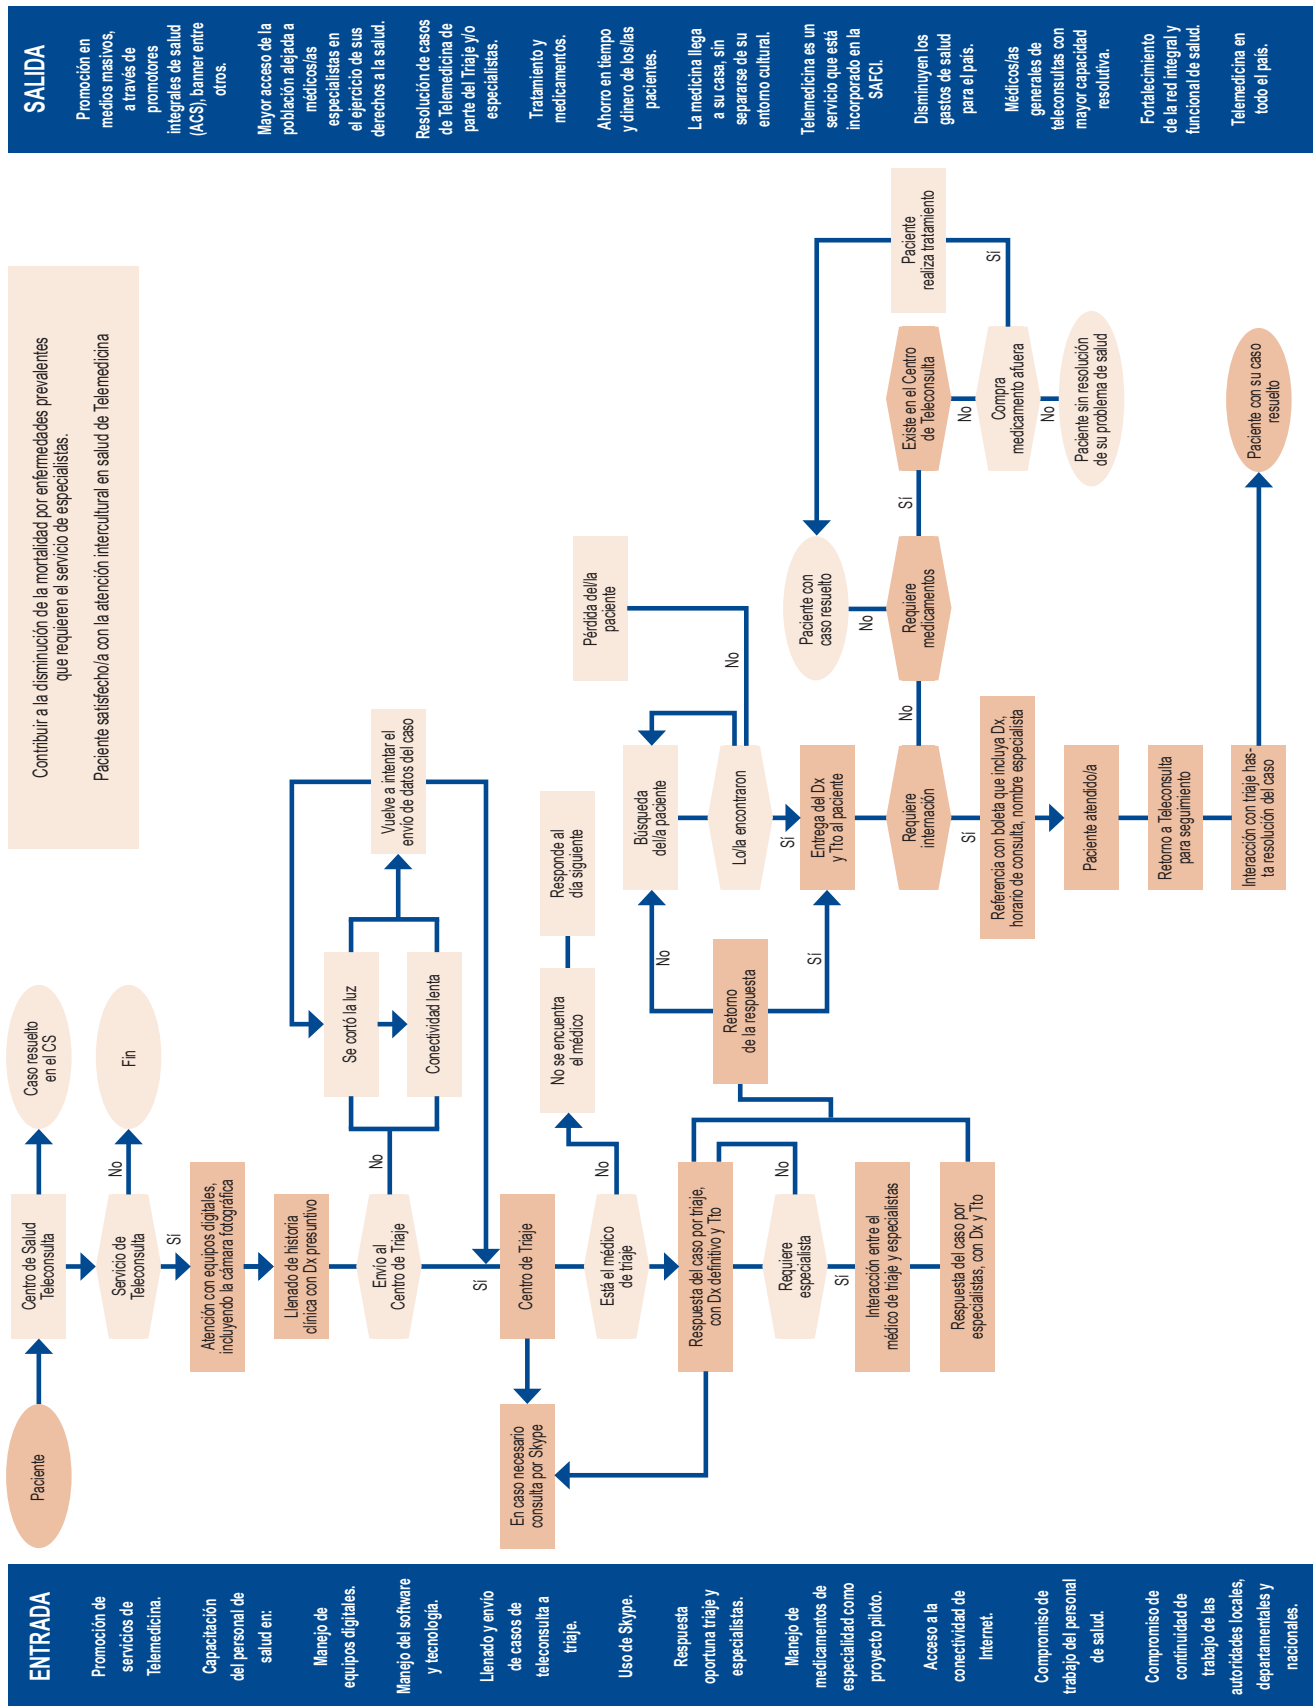 ENTRADA
Promoción de
servicios de
Telemedicina.
Capacitación
del personal de
salud en:
Manejo de
equipos digitales.
Manejo del software
y tecnología.
Llenado y envío
de casos de
teleconsulta a
triaje.
Uso de Skype.
Respuesta
oportuna triaje y
especialistas.
Manejo de
medicamentos de
especialidad como
proyecto piloto.
Acceso a la
conectividad de
Internet.
Compromiso de
trabajo del personal
de salud.
Compromiso de
continuidad de
trabajo de las
autoridades locales,
departamentales y
nacionales.
Paciente
Centro de Salud
Teleconsulta
Caso resuelto
en el CS
Servicio de
Teleconsulta
No
Fin
Sí
Atención con equipos digitales,
incluyendo la cámara fotográfica
Llenado de historia
clínica con Dx presuntivo
Envío al
Centro de Triaje
No
Se cortó la luz
Conectividad lenta
Vuelve a intentar el
envío de datos del caso
Sí
Centro de Triaje
En caso necesario
consulta por Skype
Está el médico
de triaje
No
No se encuentra
el médico
Responde al
día siguiente
Respuesta del caso por triaje,
con Dx definitivo y Tto
Requiere
especialista
No
Sí
Interacción entre el
médico de triaje y especialistas
Respuesta del caso por
especialistas, con Dx y Tto
Retorno
de la respuesta
No
Sí
Búsqueda
del/a paciente
Lo/la encontraron
No
Pérdida del/la
paciente
Sí
Entrega del Dx
y Tto al paciente
Requiere
internación
No
Requiere
medicamentos
No
Paciente con
caso resuelto
Sí
Existe en el Centro
de Teleconsulta
No
Compra
medicamento afuera
Sí
Paciente
realiza tratamiento
No
Paciente sin resolución
de su problema de salud
Sí
Referencia con boleta que incluya Dx,
horario de consulta, nombre especialista
Paciente atendido/a
Retorno a Teleconsulta
para seguimiento
Interacción con triaje has-
ta resolución del caso
Paciente con su caso
resuelto
Contribuir a la disminución de la mortalidad por enfermedades prevalentes
que requieren el servicio de especialistas.
Paciente satisfecho/a con la atención intercultural en salud de Telemedicina
SALIDA
Promoción en
medios masivos,
a través de
promotores
integrales de salud
(ACS), banner entre
otros.
Mayor acceso de la
población alejada a
médicos/as
especialistas en
el ejercicio de sus
derechos a la salud.
Resolución de casos
de Telemedicina de
parte del Triaje y/o
especialistas.
Tratamiento y
medicamentos.
Ahorro en tiempo
y dinero de los/las
pacientes.
La medicina llega
a su casa, sin
separarse de su
entorno cultural.
Telemedicina es un
servicio que está
incorporado en la
SAFCI.
Disminuyen los
gastos de salud
para el país.
Médicos/as
generales de
teleconsultas con
mayor capacidad
resolutiva.
Fortalecimiento
de la red integral y
funcional de salud.
Telemedicina en
todo el país.